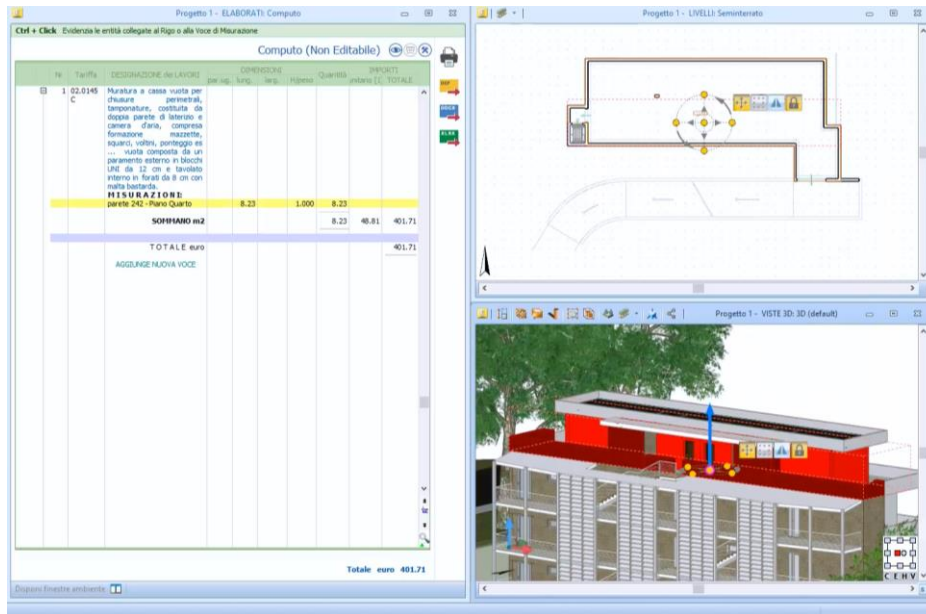 Progetto 1 - ELABORATI: Computo
Ctrl + Click Evidenzia le entità collegate al Rigo o alla Voce di Misurazione
Computo (Non Editabile)
Nr Tariffa DESIGNAZIONE dei LAVORI DIMENSIONI Quantità IMPORTI
par.ug. lung. larg. H/peso unitario TOTALE
1 02.0145 Muratura a cassa vuota per
C chiusure perimetrali,
tamponature, costituita da
doppia parete di laterizio e
camera d'aria, compresa
formazione mazzette,
squarci, voltini, ponteggio es
... vuota composta da un
paramento esterno in blocchi
UNI da 12 cm e tavolato
interno in forati da 8 cm con
malta bastarda.
MISURAZIONI:
parete 242 - Piano Quarto 8.23 1.000 8.23
SOMMANO m2 8.23 48.81 401.71
TOTALE euro 401.71
AGGIUNGE NUOVA VOCE
Totale euro 401.71
Disponi finestre ambiente
DOCX
XLSX
Progetto 1 - LIVELLI: Seminterrato
Progetto 1 - VISTE 3D: 3D (default)
C E H V